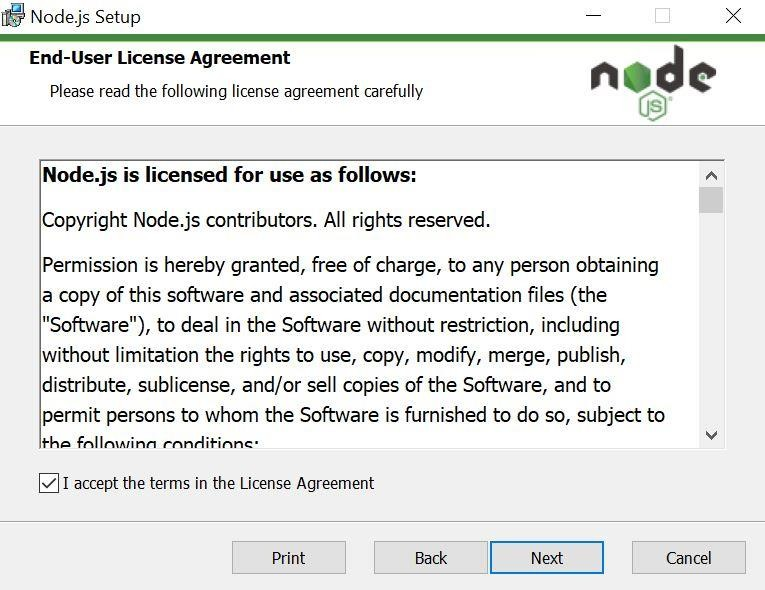 Node.js Setup
End-User License Agreement
Please read the following license agreement carefully
node
JS
Node.js is licensed for use as follows:
Copyright Node.js contributors. All rights reserved.
Permission is hereby granted, free of charge, to any person obtaining
a copy of this software and associated documentation files (the
"Software"), to deal in the Software without restriction, including
without limitation the rights to use, copy, modify, merge, publish,
distribute, sublicense, and/or sell copies of the Software, and to
permit persons to whom the Software is furnished to do so, subject to
the following conditions:
I accept the terms in the License Agreement
Print
Back
Next
Cancel